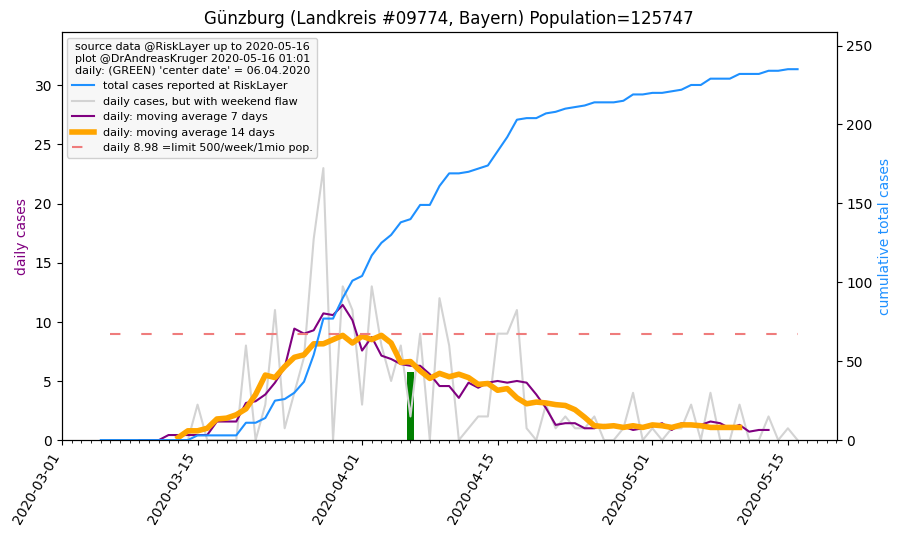 Günzburg (Landkreis #09774, Bayern) Population=125747
source data @RiskLayer up to 2020-05-16
plot @DrAndreasKruger 2020-05-16 01:01
daily: (GREEN) 'center date' = 06.04.2020
total cases reported at RiskLayer
daily cases, but with weekend flaw
daily: moving average 7 days
daily: moving average 14 days
daily 8.98 =limit 500/week/1mio pop.
daily cases
30
25
20
15
10
5
0
cumulative total cases
250
200
150
100
50
0
2020-03-01
2020-03-15
2020-04-01
2020-04-15
2020-05-01
2020-05-15